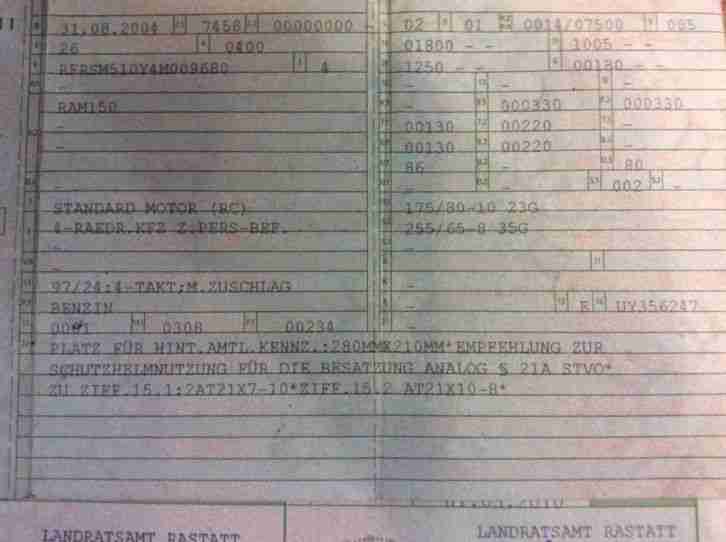 31.08.2004 7456 00000000 - 02 01 0014/07500 085
26 0400 01800 - - 1005 - -
RFRSM510Y4M009680 4 1250 - - 00130 - -
- - -
RAM150 - 000330 000330
- 00130 00220 -
- 00130 00220 -
86 - 80
- - 002 -
STANDARD MOTOR (RC) 175/80-10 23G
4-RAEDR.KFZ Z.PERS-BEF. 255/65-8 35G
- -
- -
97/24:4-TAKT;M.ZUSCHLAG -
BENZIN - E UY356247
0308 00234 -
PLATZ FÜR HINT.AMTL.KENNZ.:280MMX210MM*EMPFEHLUNG ZUR
SCHUTZHELMNUTZUNG FÜR DIE BESATZUNG ANALOG § 21A STVO*
ZU ZIFF.15.1:2AT21X7-10*ZIFF.15.2 AT21X10-8*
LANDRATSAMT RASTATT
LANDRATSAMT RASTATT